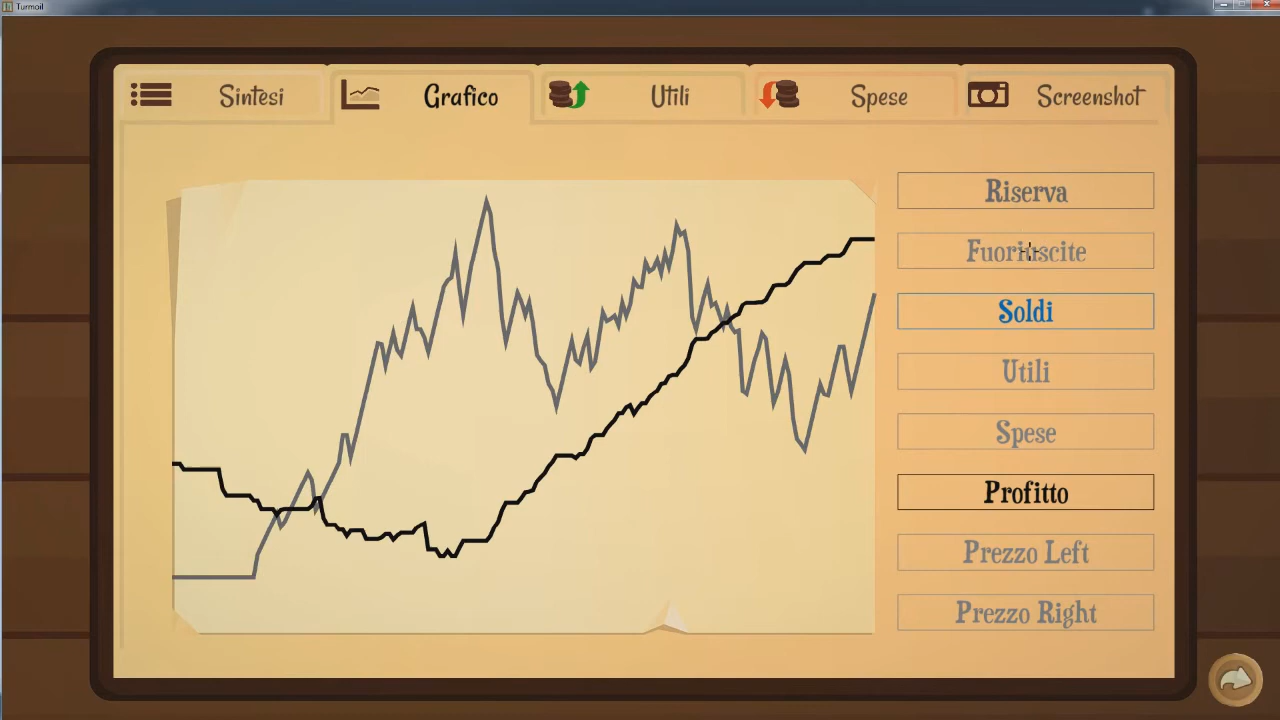 Turmoil
Sintesi
Grafico
Utili
Spese
Screenshot
Riserva
Fuoriuscite
Soldi
Utili
Spese
Profitto
Prezzo Left
Prezzo Right